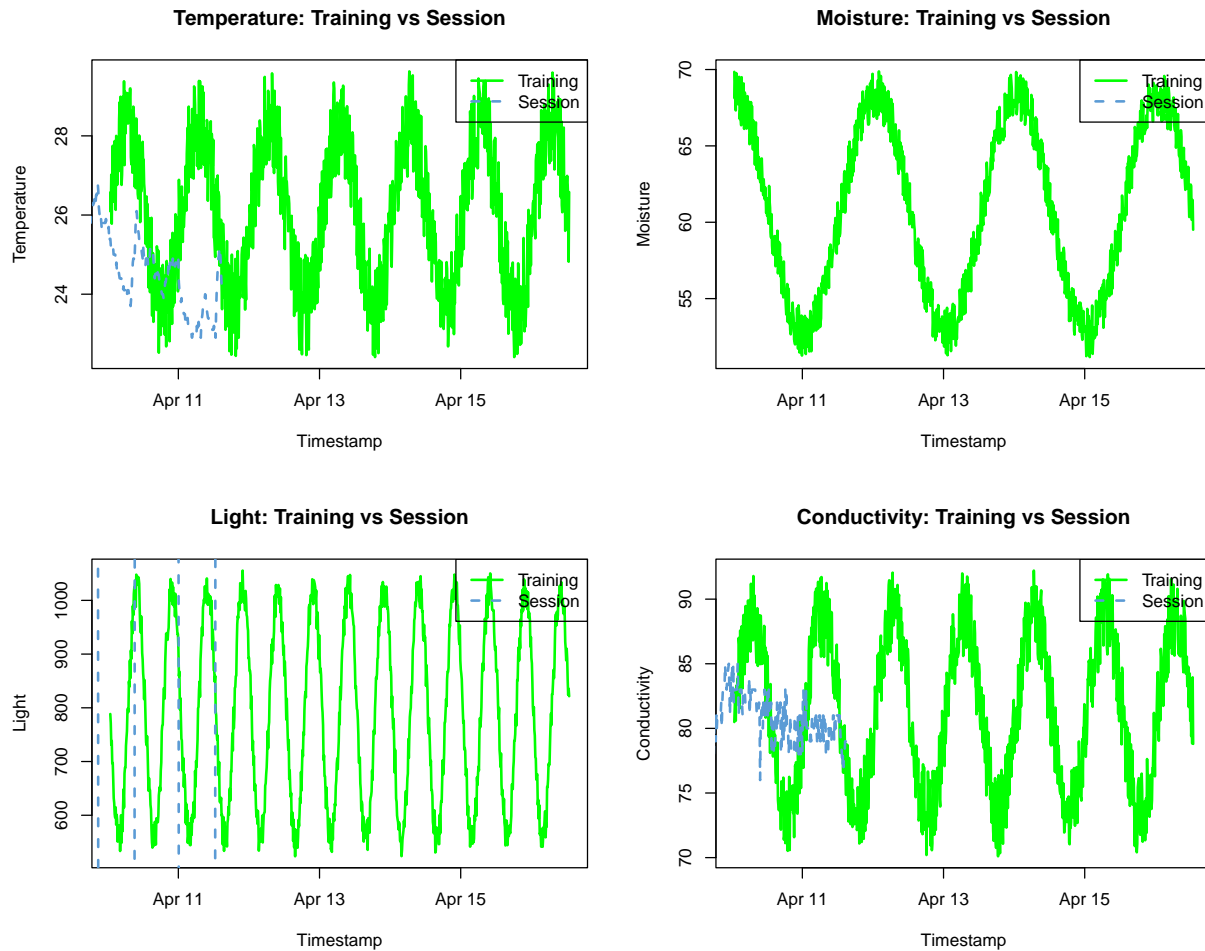 Temperature: Training vs Session
Training
Session
28
26
24
Temperature
Apr 11
Apr 13
Apr 15
Timestamp
Moisture: Training vs Session
Training
Session
70
65
60
55
Moisture
Apr 11
Apr 13
Apr 15
Timestamp
Light: Training vs Session
Training
Session
1000
900
800
700
600
Light
Apr 11
Apr 13
Apr 15
Timestamp
Conductivity: Training vs Session
Training
Session
90
85
80
75
70
Conductivity
Apr 11
Apr 13
Apr 15
Timestamp